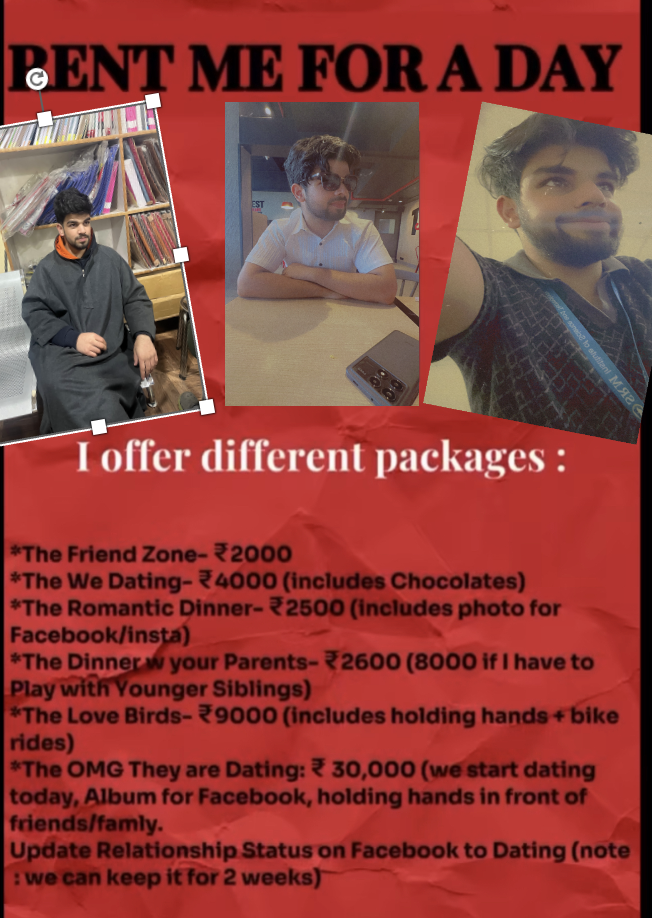 RENT ME FOR A DAY
EST
I offer different packages :
*The Friend Zone- ₹2000
*The We Dating- ₹4000 (includes Chocolates)
*The Romantic Dinner- ₹2500 (includes photo for
Facebook/insta)
*The Dinner w your Parents- ₹2600 (8000 if I have to
Play with Younger Siblings)
*The Love Birds- ₹9000 (includes holding hands + bike
rides)
*The OMG They are Dating: ₹ 30,000 (we start dating
today, Album for Facebook, holding hands in front of
friends/famly.
Update Relationship Status on Facebook to Dating (note
: we can keep it for 2 weeks)